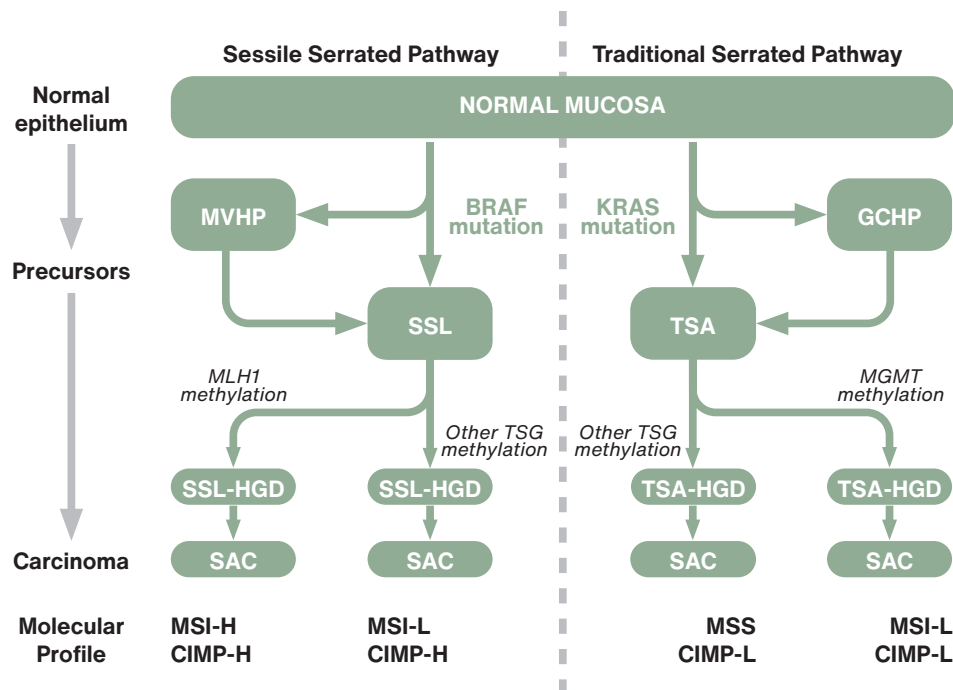 Sessile Serrated Pathway
Traditional Serrated Pathway
Normal
epithelium
NORMAL MUCOSA
MVHP
BRAF
mutation
KRAS
mutation
GCHP
Precursors
SSL
TSA
MLH1
methylation
Other TSG
methylation
Other TSG
methylation
MGMT
methylation
SSL-HGD
SSL-HGD
TSA-HGD
TSA-HGD
Carcinoma
SAC
SAC
SAC
SAC
Molecular
Profile
MSI-H
CIMP-H
MSI-L
CIMP-H
MSS
CIMP-L
MSI-L
CIMP-L